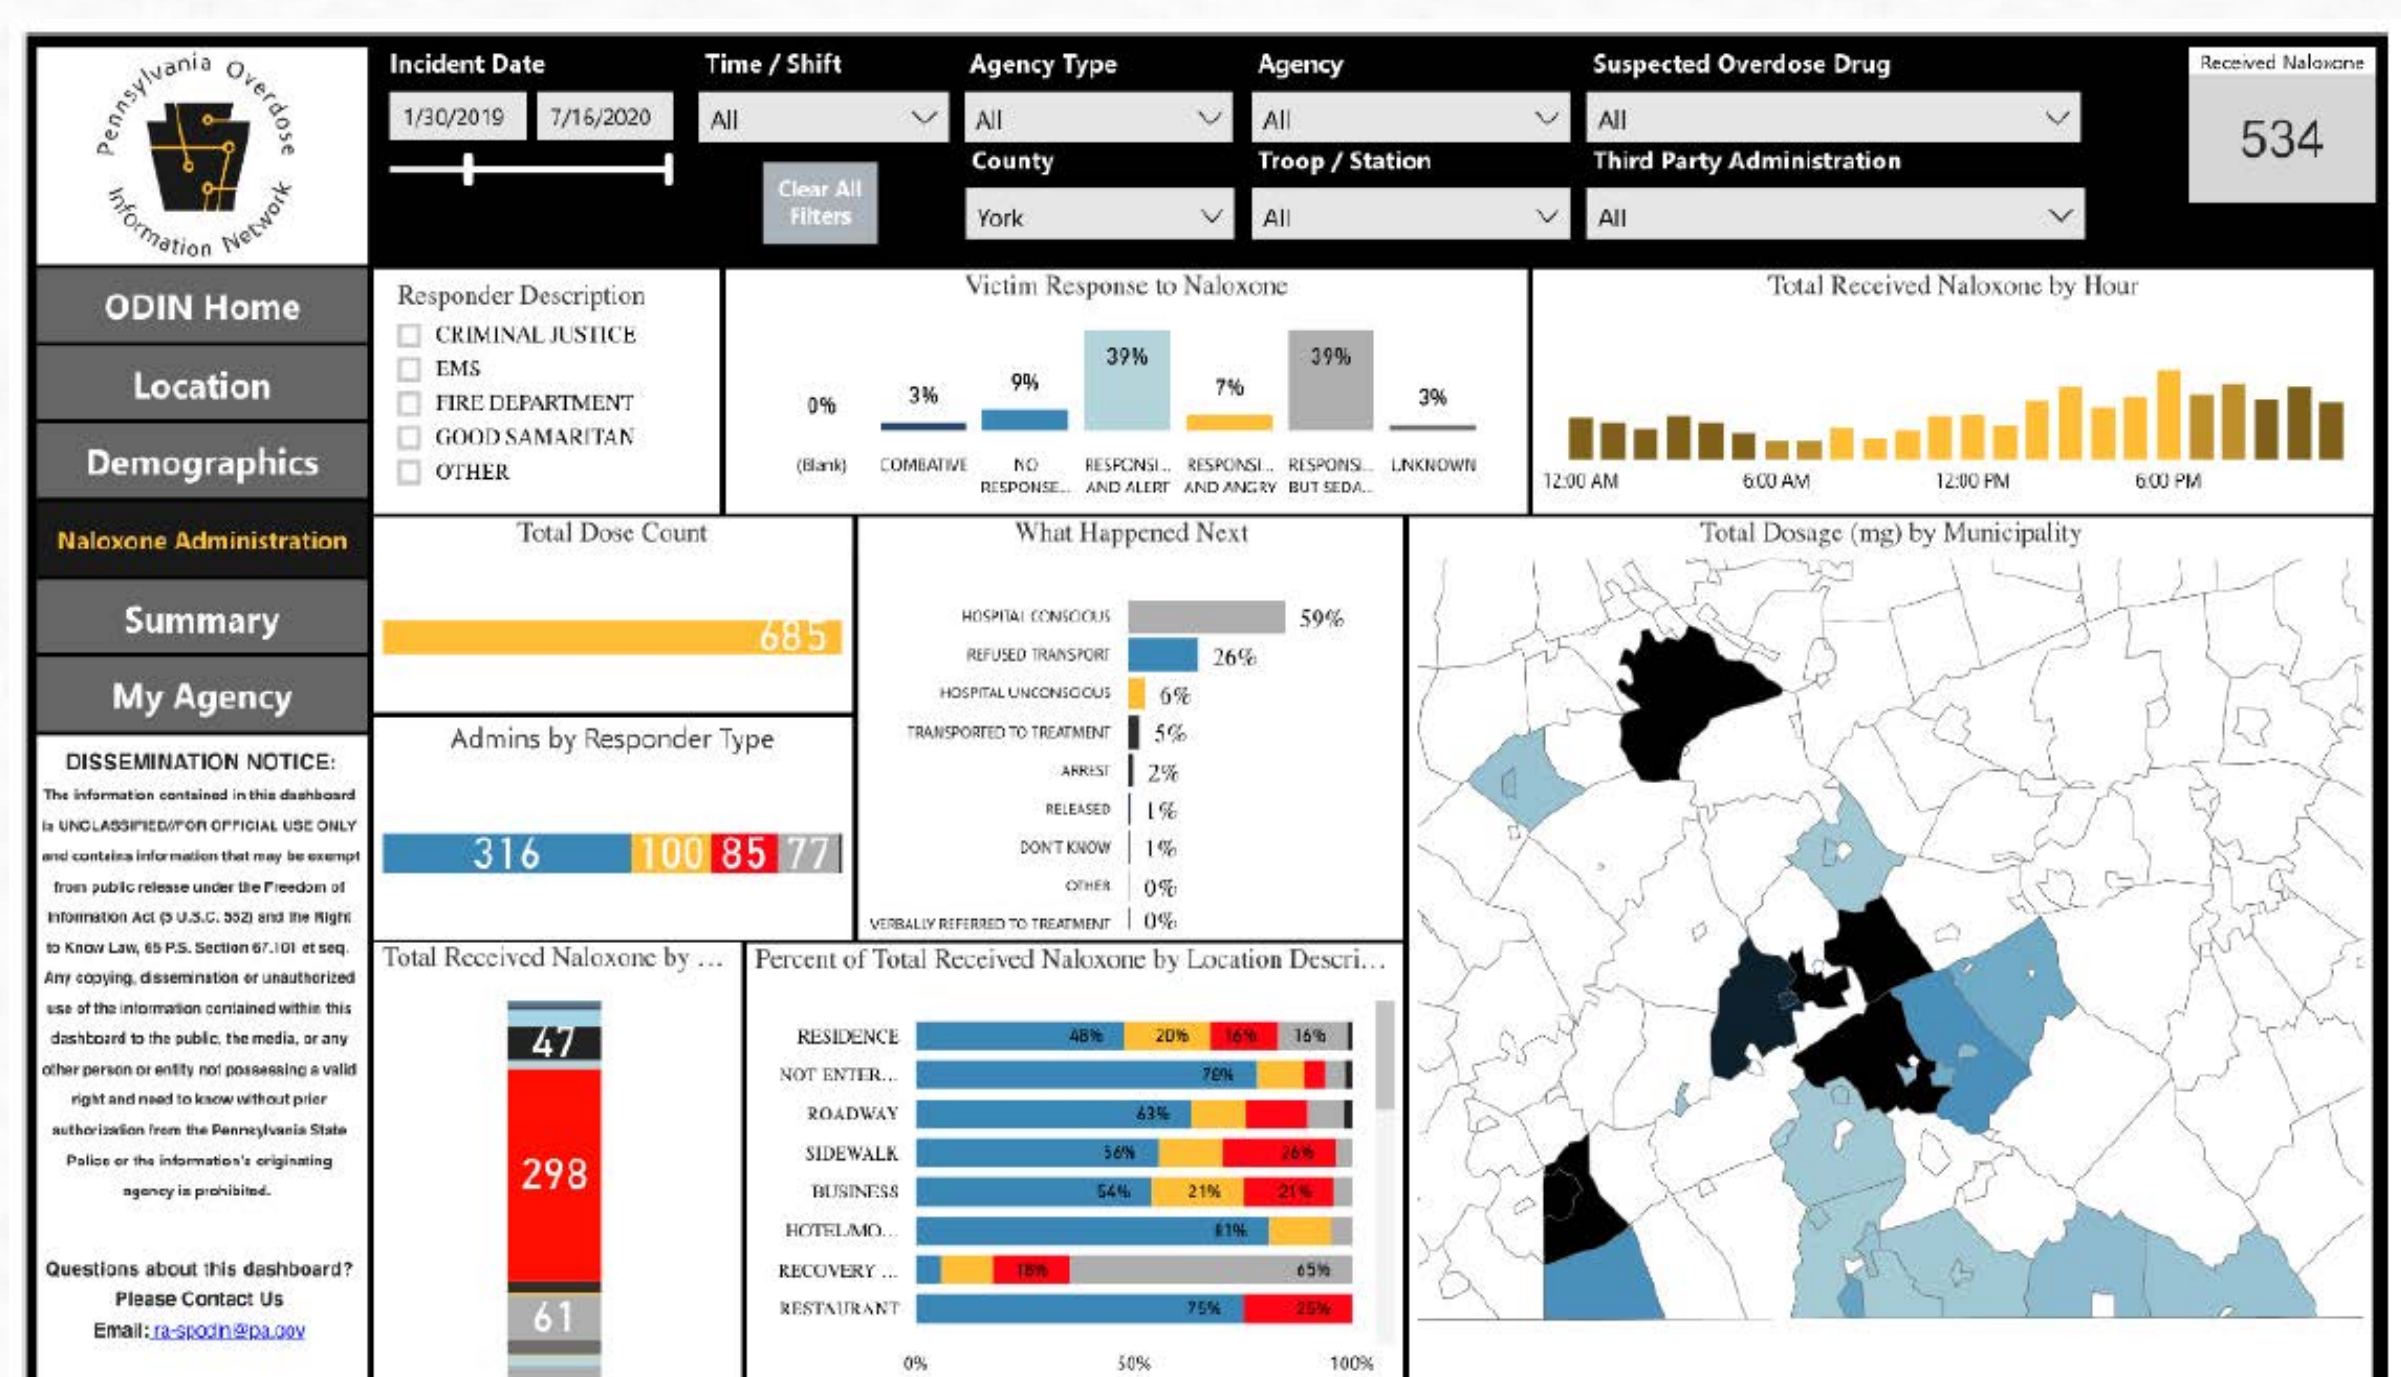 Pennsylvania Overdose
Information Network
Incident Date
1/30/2019 7/16/2020
Time / Shift
All
Clear All
Filters
Agency Type
All
County
York
Agency
All
Troop / Station
All
Suspected Overdose Drug
All
Third Party Administration
All
Received Naloxone
534
ODIN Home
Location
Demographics
Naloxone Administration
Summary
My Agency
DISSEMINATION NOTICE:
The information contained in this dashboard
is UNCLASSIFIED//FOR OFFICIAL USE ONLY
and contains information that may be exempt
from public release under the Freedom of
Information Act (5 U.S.C. 552) and the Right
to Know Law, 65 P.S. Section 67.101 et seq.
Any copying, dissemination or unauthorized
use of the information contained within this
dashboard to the public, the media, or any
other person or entity not possessing a valid
right and need to know without prior
authorization from the Pennsylvania State
Police or the information's originating
agency is prohibited.
Questions about this dashboard?
Please Contact Us
Email: ra-spodin@pa.gov
Responder Description
CRIMINAL JUSTICE
EMS
FIRE DEPARTMENT
GOOD SAMARITAN
OTHER
Victim Response to Naloxone
0% 3% 9% 39% 7% 39% 3%
(Blank) COMBATIVE NO RESPONSI... RESPONSI... RESPONSI... UNKNOWN
RESPONSE... AND ALERT AND ANGRY BUT SEDA...
Total Received Naloxone by Hour
12:00 AM 6:00 AM 12:00 PM 6:00 PM
Total Dose Count
685
Admins by Responder Type
316 100 85 77
What Happened Next
HOSPITAL CONSCIOUS 59%
REFUSED TRANSPORT 26%
HOSPITAL UNCONSCIOUS 6%
TRANSPORTED TO TREATMENT 5%
ARREST 2%
RELEASED 1%
DON'T KNOW 1%
OTHER 0%
VERBALLY REFERRED TO TREATMENT 0%
Total Dosage (mg) by Municipality
Total Received Naloxone by ...
47
298
61
Percent of Total Received Naloxone by Location Descri...
RESIDENCE 48% 20% 16% 16%
NOT ENTER... 78%
ROADWAY 63%
SIDEWALK 56% 26%
BUSINESS 54% 21% 21%
HOTEL/MO... 81%
RECOVERY ... 18% 65%
RESTAURANT 75% 25%
0% 50% 100%